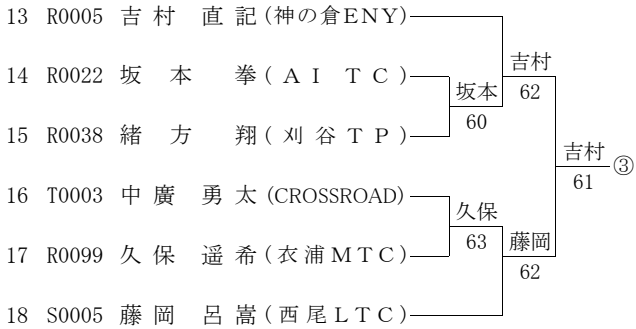 13 R0005 吉村 直記(神の倉ENY)
吉村
14 R0022 坂本 拳(AI TC)
坂本
62
60
15 R0038 緒方 翔(刈谷TP)
吉村
③
61
16 T0003 中廣 勇太(CROSSROAD)
久保
63
藤岡
17 R0099 久保 遥希(衣浦MTC)
62
18 S0005 藤岡 呂嵩(西尾LTC)